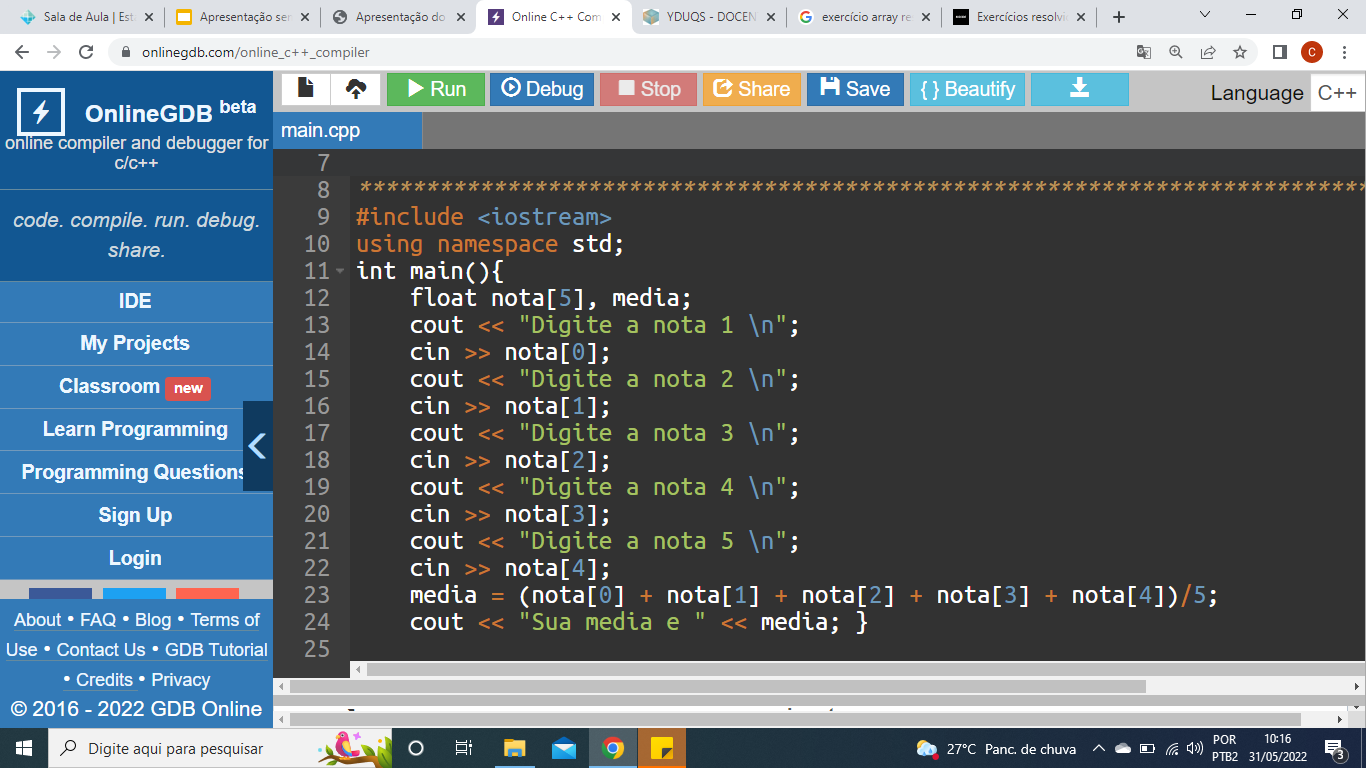 Sala de Aula | Est
Apresentação ser
Apresentação do
Online C++ Com
YDUQS - DOCEN
exercício array re
Exercícios resolvi
onlinegdb.com/online_c++_compiler
C
OnlineGDB beta
online compiler and debugger for
c/c++
code. compile. run. debug.
share.
IDE
My Projects
Classroom new
Learn Programming
Programming Questions
Sign Up
Login
About • FAQ • Blog • Terms of
Use • Contact Us • GDB Tutorial
• Credits • Privacy
© 2016 - 2022 GDB Online
Run
Debug
Stop
Share
Save
{ } Beautify
Language C++
main.cpp
7
8 ***************************************************************************
9 #include <iostream>
10 using namespace std;
11 int main(){
12 float nota[5], media;
13 cout << "Digite a nota 1 \n";
14 cin >> nota[0];
15 cout << "Digite a nota 2 \n";
16 cin >> nota[1];
17 cout << "Digite a nota 3 \n";
18 cin >> nota[2];
19 cout << "Digite a nota 4 \n";
20 cin >> nota[3];
21 cout << "Digite a nota 5 \n";
22 cin >> nota[4];
23 media = (nota[0] + nota[1] + nota[2] + nota[3] + nota[4])/5;
24 cout << "Sua media e " << media; }
25
Digite aqui para pesquisar
27°C Panc. de chuva
POR
PTB2
10:16
31/05/2022
3